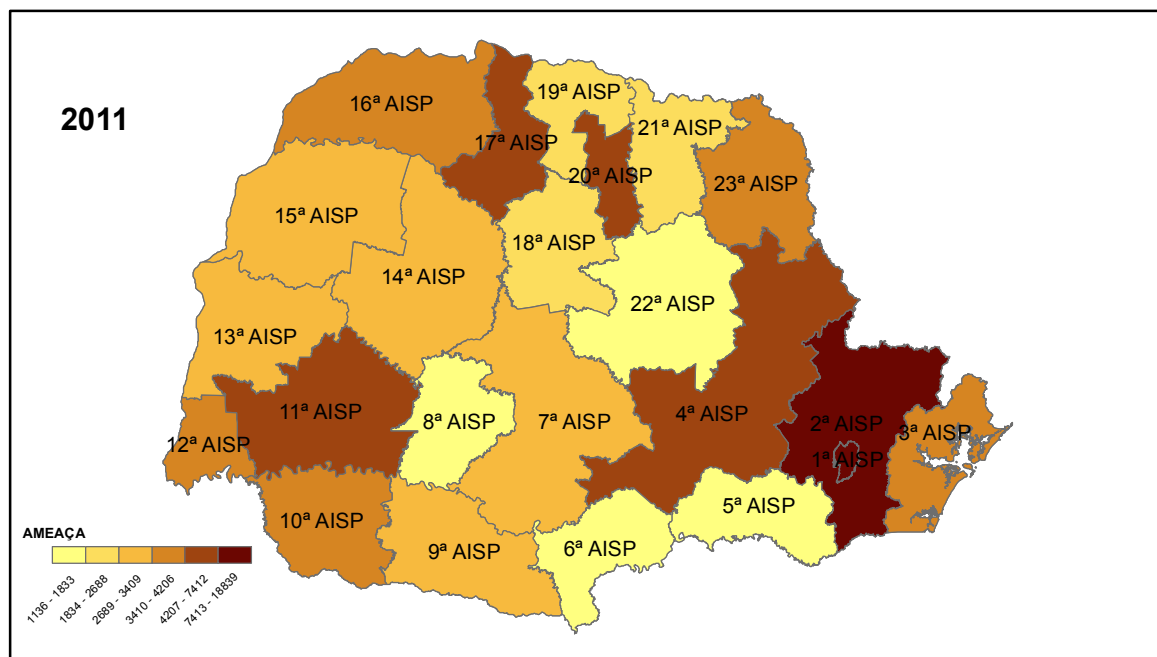 2011
16ª AISP
19ª AISP
21ª AISP
17ª AISP
20ª AISP
23ª AISP
15ª AISP
18ª AISP
14ª AISP
22ª AISP
13ª AISP
11ª AISP
8ª AISP
7ª AISP
4ª AISP
2ª AISP
3ª AISP
12ª AISP
1ª AISP
5ª AISP
10ª AISP
9ª AISP
6ª AISP
AMEAÇA
1136 - 1833
1834 - 2688
2689 - 3409
3410 - 4206
4207 - 7412
7413 - 18839